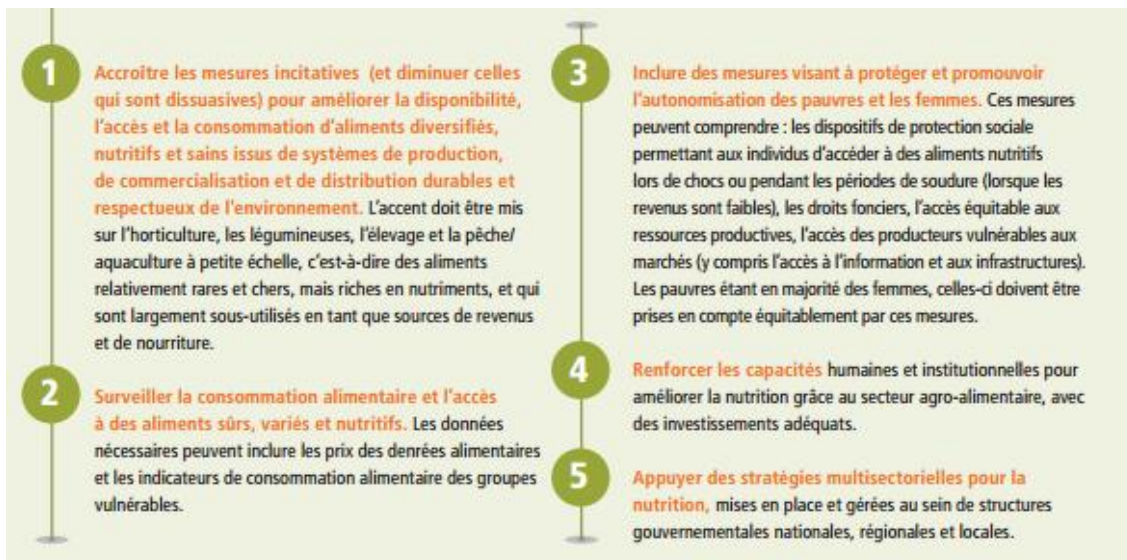 1
Accroître les mesures incitatives (et diminuer celles
qui sont dissuasives) pour améliorer la disponibilité,
l'accès et la consommation d'aliments diversifiés,
nutritifs et sains issus de systèmes de production,
de commercialisation et de distribution durables et
respectueux de l'environnement. L'accent doit être mis
sur l'horticulture, les légumineuses, l'élevage et la pêche/
aquaculture à petite échelle, c'est-à-dire des aliments
relativement rares et chers, mais riches en nutriments, et qui
sont largement sous-utilisés en tant que sources de revenus
et de nourriture.
2
Surveiller la consommation alimentaire et l'accès
à des aliments sûrs, variés et nutritifs. Les données
nécessaires peuvent inclure les prix des denrées alimentaires
et les indicateurs de consommation alimentaire des groupes
vulnérables.
3
Inclure des mesures visant à protéger et promouvoir
l'autonomisation des pauvres et les femmes. Ces mesures
peuvent comprendre : les dispositifs de protection sociale
permettant aux individus d'accéder à des aliments nutritifs
lors de chocs ou pendant les périodes de soudure (lorsque les
revenus sont faibles), les droits fonciers, l'accès équitable aux
ressources productives, l'accès des producteurs vulnérables aux
marchés (y compris l'accès à l'information et aux infrastructures).
Les pauvres étant en majorité des femmes, celles-ci doivent être
prises en compte équitablement par ces mesures.
4
Renforcer les capacités humaines et institutionnelles pour
améliorer la nutrition grâce au secteur agro-alimentaire, avec
des investissements adéquats.
5
Appuyer des stratégies multisectorielles pour la
nutrition, mises en place et gérées au sein de structures
gouvernementales nationales, régionales et locales.